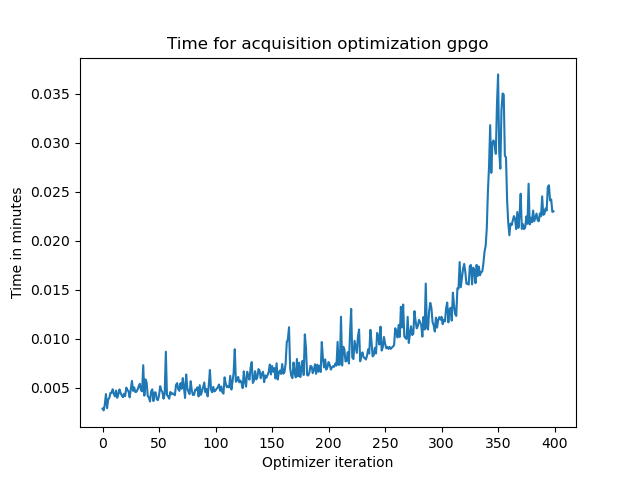 Time for acquisition optimization gpgo
0.035
0.030
0.025
0.020
0.015
0.010
0.005
Time in minutes
0 50 100 150 200 250 300 350 400
Optimizer iteration